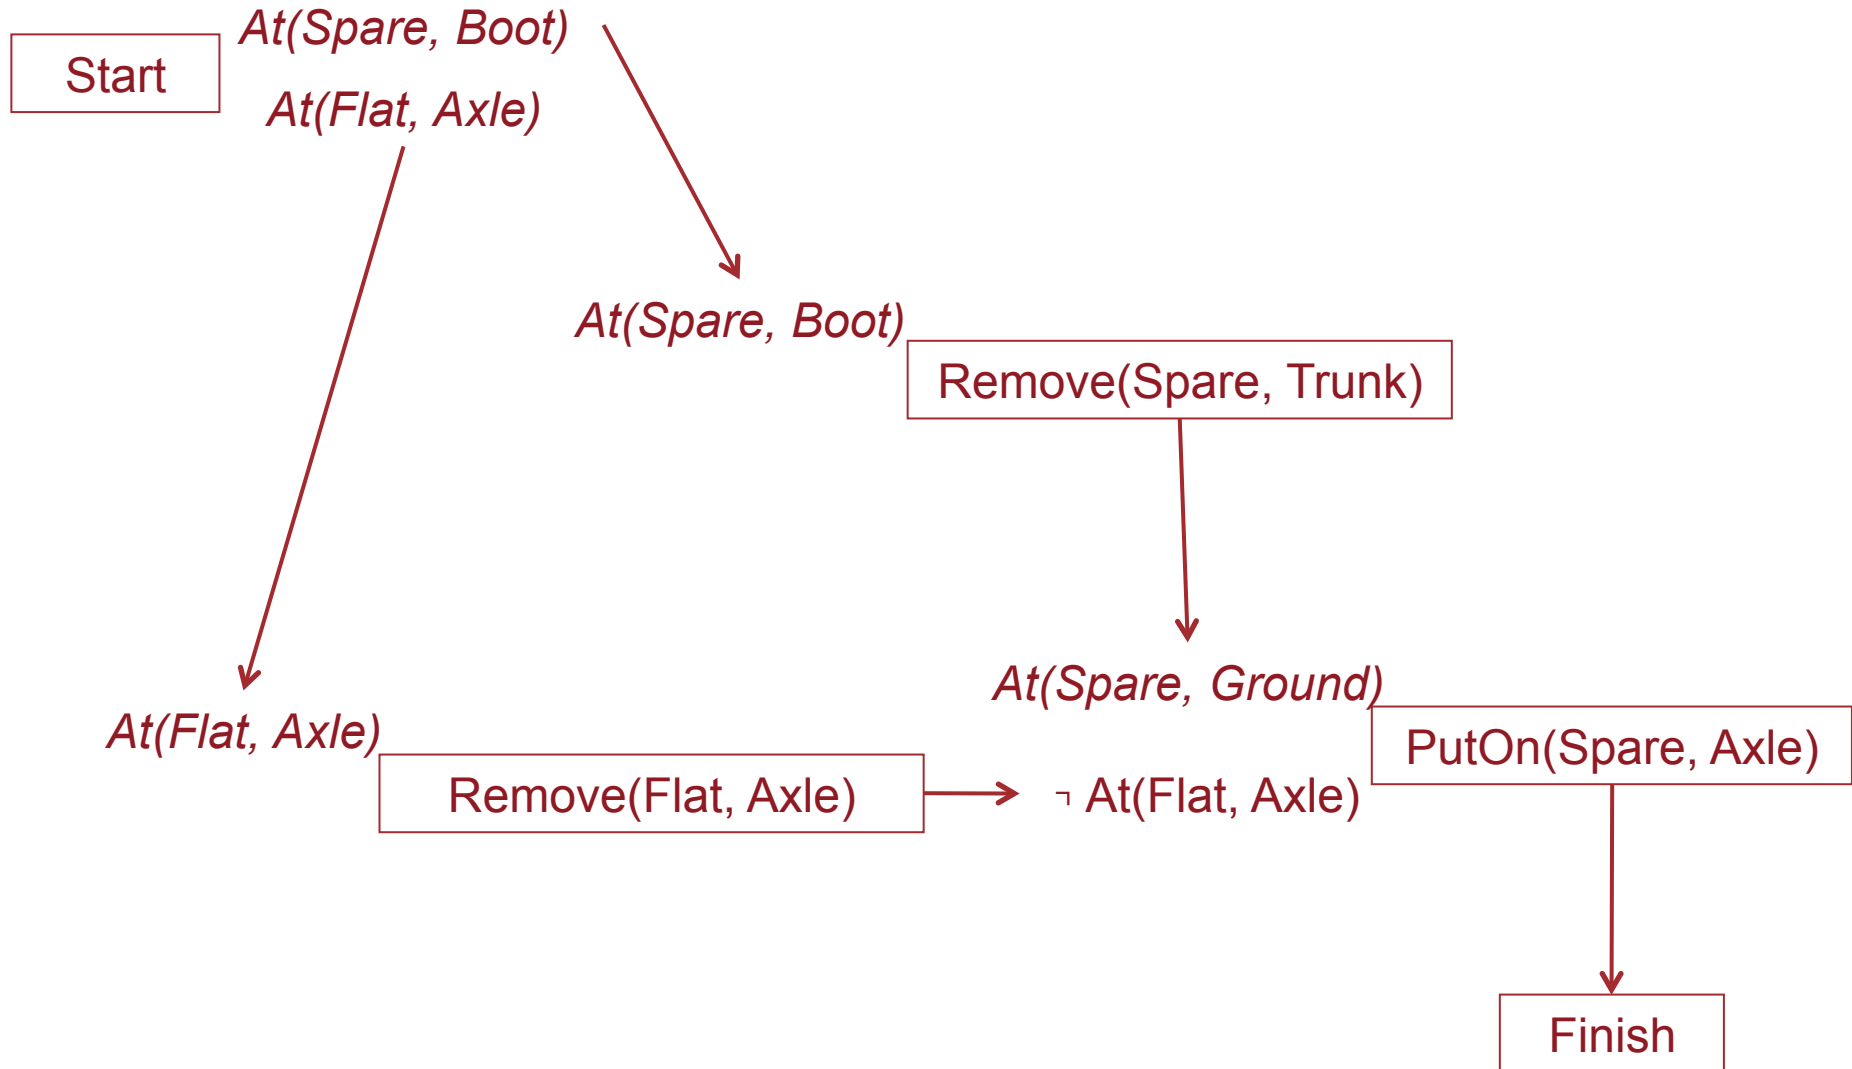 At(Spare, Boot)
Start
At(Flat, Axle)
At(Spare, Boot)
Remove(Spare, Trunk)
At(Spare, Ground)
At(Flat, Axle)
PutOn(Spare, Axle)
Remove(Flat, Axle)
¬ At(Flat, Axle)
Finish